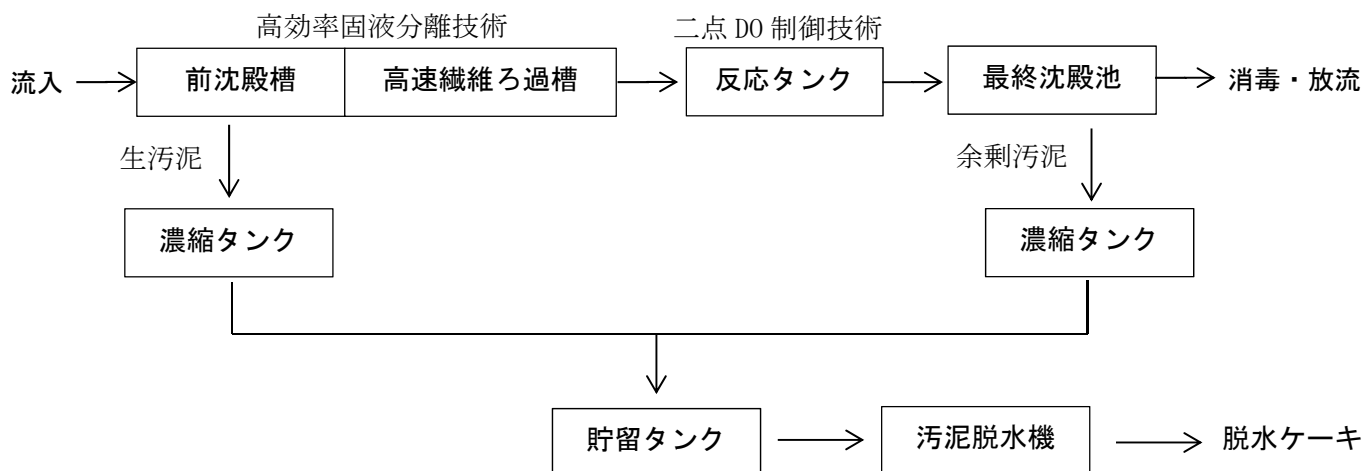 高効率固液分離技術
二点 DO 制御技術
流入
前沈殿槽
高速繊維ろ過槽
反応タンク
最終沈殿池
消毒・放流
生汚泥
余剰汚泥
濃縮タンク
濃縮タンク
貯留タンク
汚泥脱水機
脱水ケーキ